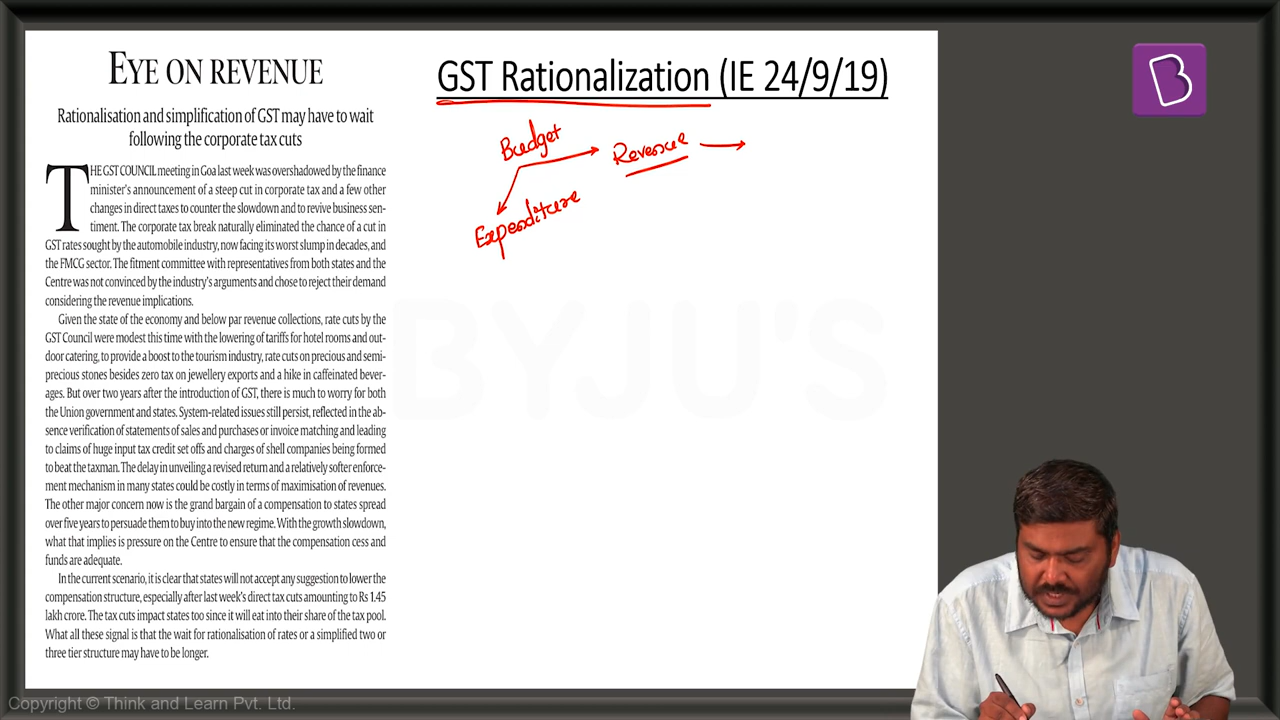 EYE ON REVENUE
Rationalisation and simplification of GST may have to wait
following the corporate tax cuts
THE GST COUNCIL meeting in Goa last week was overshadowed by the finance
minister's announcement of a steep cut in corporate tax and a few other
changes in direct taxes to counter the slowdown and to revive business sen-
timent. The corporate tax break naturally eliminated the chance of a cut in
GST rates sought by the automobile industry, now facing its worst slump in decades, and
the FMCG sector. The fitment committee with representatives from both states and the
Centre was not convinced by the industry's arguments and chose to reject their demand
considering the revenue implications.
Given the state of the economy and below par revenue collections, rate cuts by the
GST Council were modest this time with the lowering of tariffs for hotel rooms and out-
door catering, to provide a boost to the tourism industry, rate cuts on precious and semi-
precious stones besides zero tax on jewellery exports and a hike in caffeinated bever-
ages. But over two years after the introduction of GST, there is much to worry for both
the Union government and states. System-related issues still persist, reflected in the ab-
sence verification of statements of sales and purchases or invoice matching and leading
to claims of huge input tax credit set offs and charges of shell companies being formed
to beat the taxman. The delay in unveiling a revised return and a relatively softer enforce-
ment mechanism in many states could be costly in terms of maximisation of revenues.
The other major concern now is the grand bargain of a compensation to states spread
over five years to persuade them to buy into the new regime. With the growth slowdown,
what that implies is pressure on the Centre to ensure that the compensation cess and
funds are adequate.
In the current scenario, it is clear that states will not accept any suggestion to lower the
compensation structure, especially after last week's direct tax cuts amounting to Rs 1.45
lakh crore. The tax cuts impact states too since it will eat into their share of the tax pool.
What all these signal is that the wait for rationalisation of rates or a simplified two or
three tier structure may have to be longer.
GST Rationalization (IE 24/9/19)
Budget
Revenue
Expenditure
BYJU'S
B
Copyright © Think and Learn Pvt. Ltd.